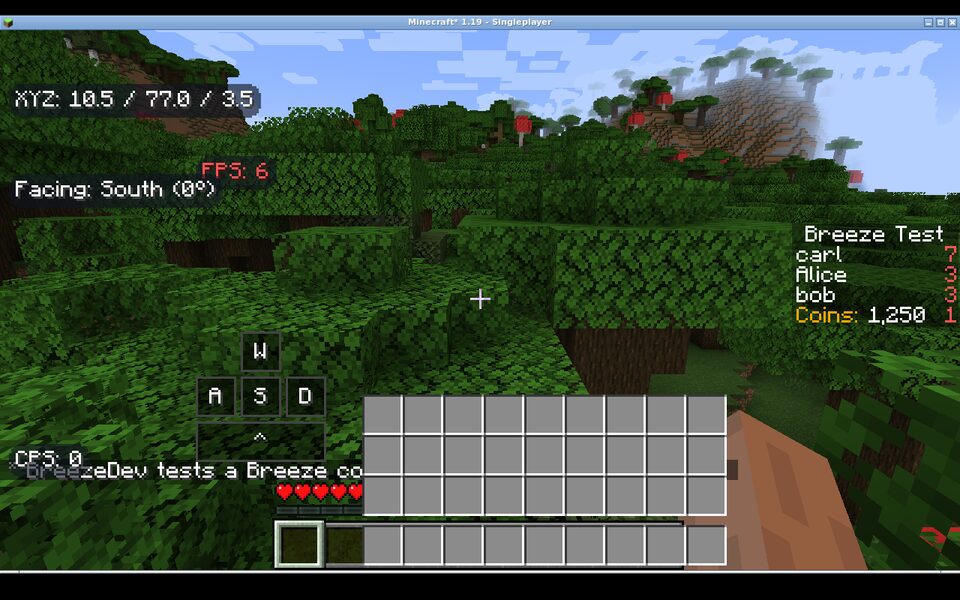 Minecraft* 1.19 - Singleplayer
XYZ: 10.5 / 77.0 / 3.5
FPS: 6
Facing: South (0°)
Breeze Test
carl 7
Alice 3
bob 3
Coins: 1,250 1
W
A S D
^
CPS: 0
BreezeDev tests a Breeze co